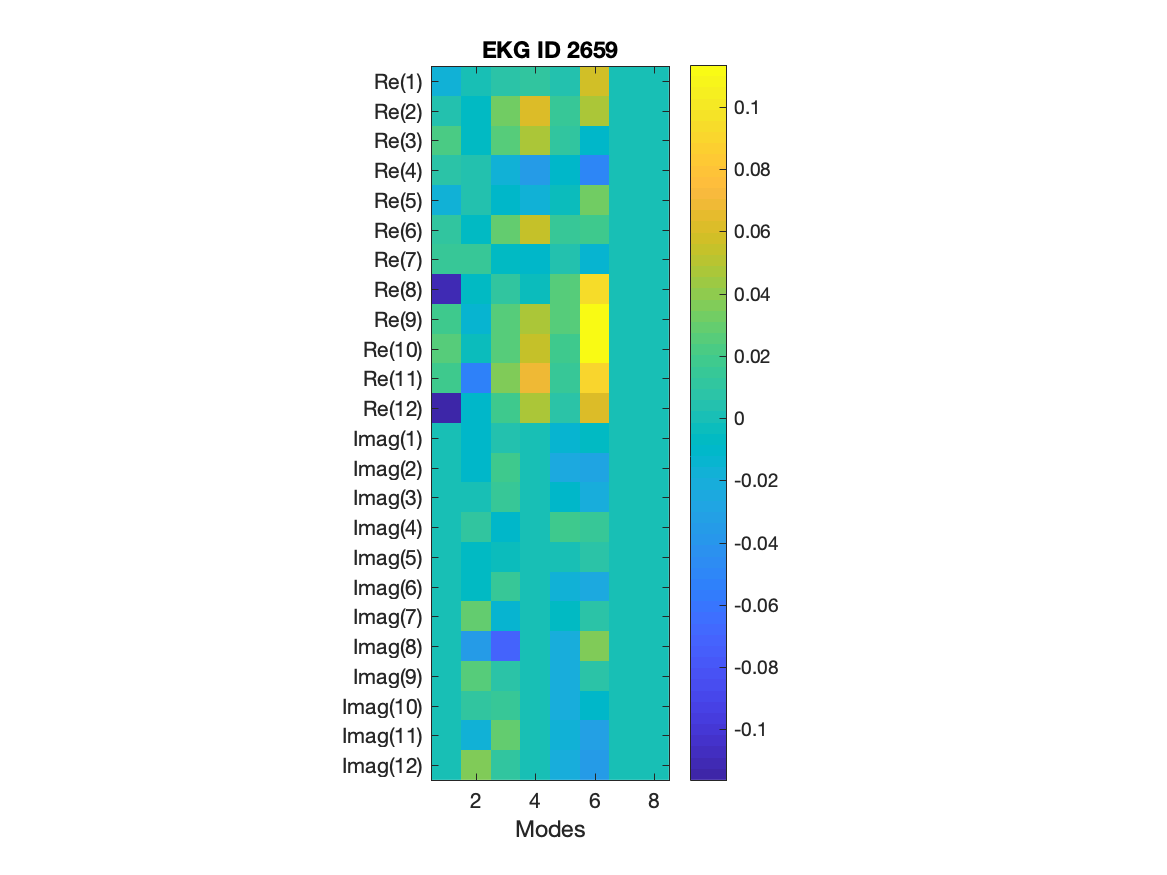 EKG ID 2659
Re(1)
Re(2)
Re(3)
Re(4)
Re(5)
Re(6)
Re(7)
Re(8)
Re(9)
Re(10)
Re(11)
Re(12)
Imag(1)
Imag(2)
Imag(3)
Imag(4)
Imag(5)
Imag(6)
Imag(7)
Imag(8)
Imag(9)
Imag(10)
Imag(11)
Imag(12)
2 4 6 8
Modes
0.1
0.08
0.06
0.04
0.02
0
-0.02
-0.04
-0.06
-0.08
-0.1